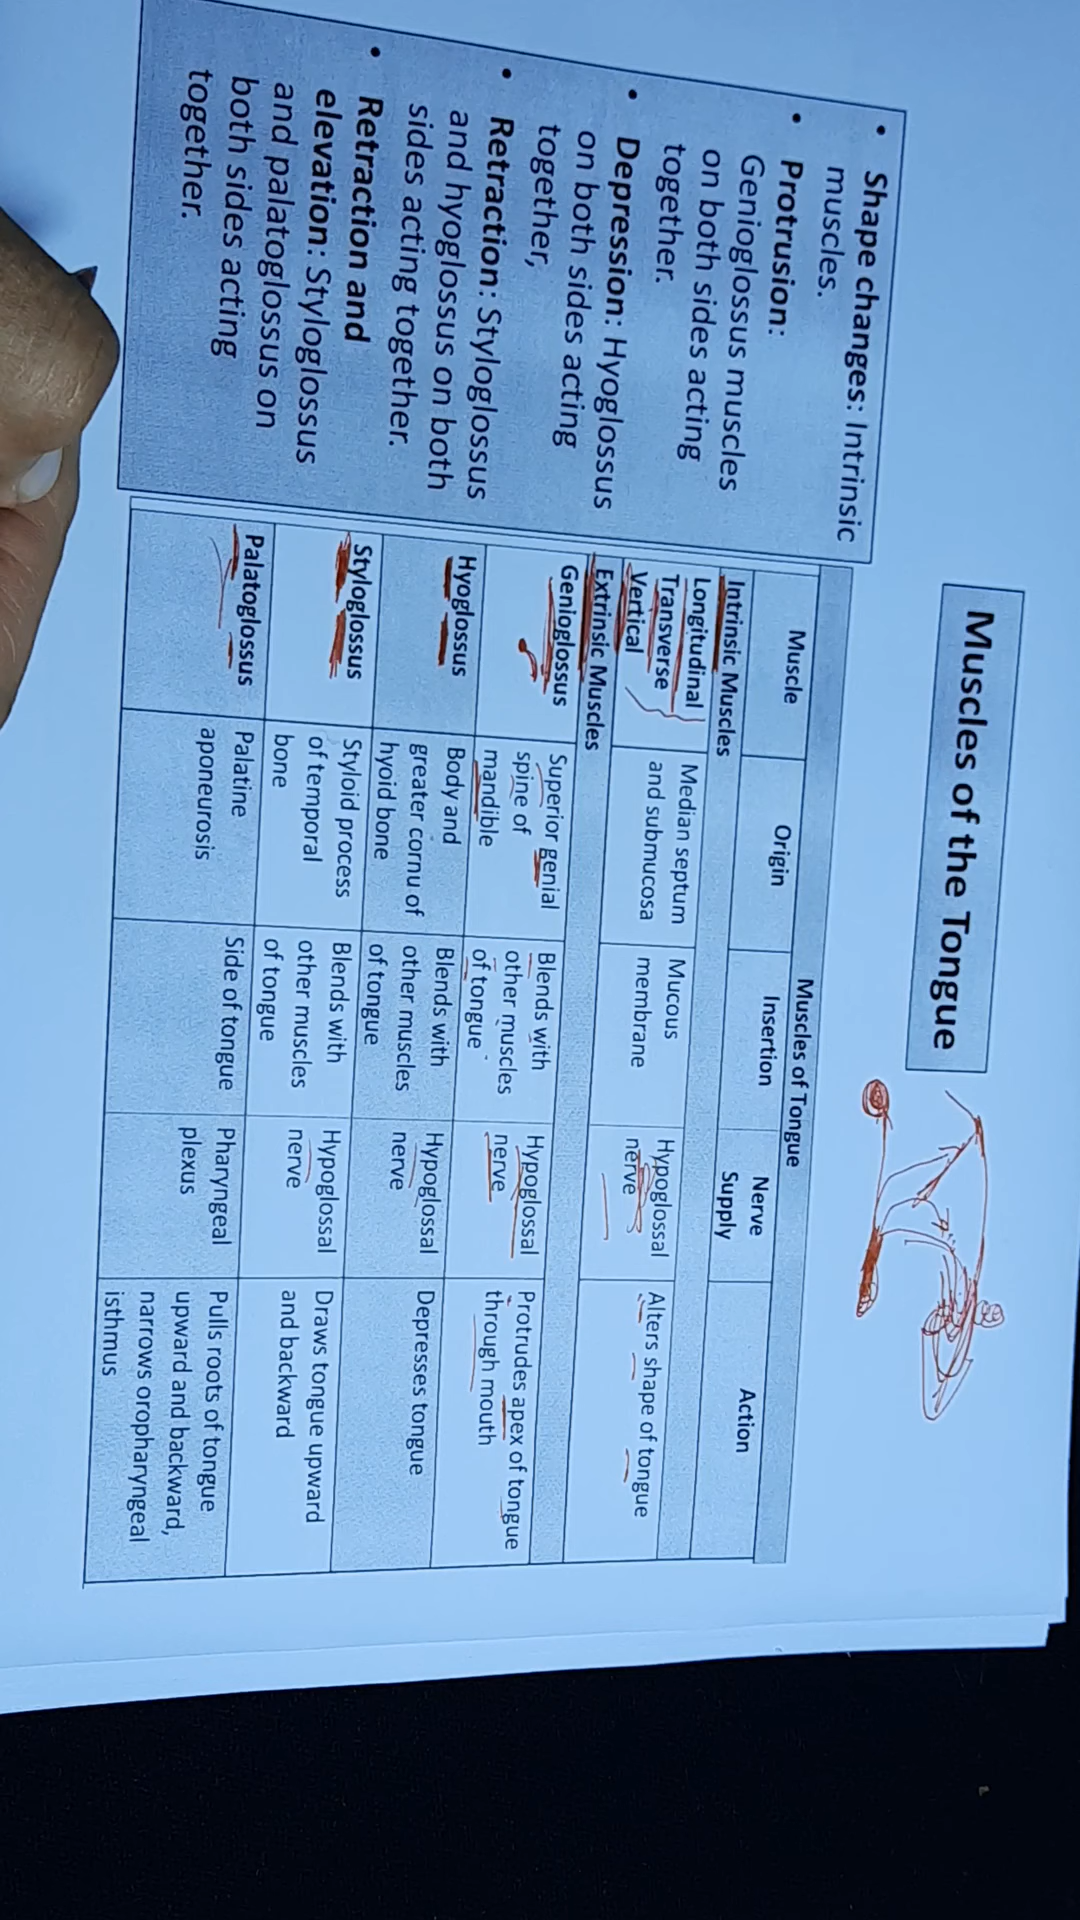 Muscles of the Tongue
• Shape changes: Intrinsic
muscles.
• Protrusion:
Genioglossus muscles
on both sides acting
together.
• Depression: Hyoglossus
on both sides acting
together,
• Retraction: Styloglossus
and hyoglossus on both
sides acting together.
• Retraction and
elevation: Styloglossus
and palatoglossus on
both sides acting
together.
Muscles of Tongue
Muscle
Origin
Insertion
Nerve
Supply
Action
Intrinsic Muscles
Longitudinal
Transverse
Vertical
Median septum
and submucosa
Mucous
membrane
Hypoglossal
nerve
Alters shape of tongue
Extrinsic Muscles
Genioglossus
Superior genial
spine of
mandible
Blends with
other muscles
of tongue
Hypoglossal
nerve
Protrudes apex of tongue
through mouth
Hyoglossus
Body and
greater cornu of
hyoid bone
Blends with
other muscles
of tongue
Hypoglossal
nerve
Depresses tongue
Styloglossus
Styloid process
of temporal
bone
Blends with
other muscles
of tongue
Hypoglossal
nerve
Draws tongue upward
and backward
Palatoglossus
Palatine
aponeurosis
Side of tongue
Pharyngeal
plexus
Pulls roots of tongue
upward and backward,
narrows oropharyngeal
isthmus